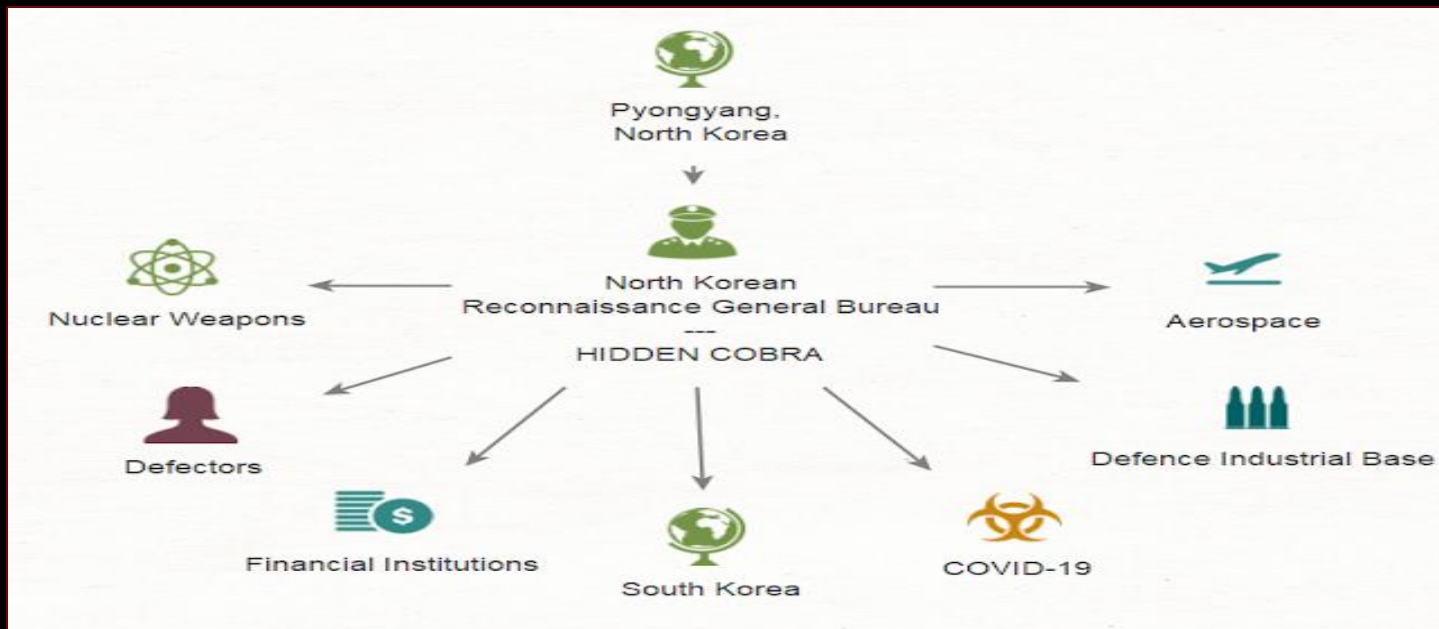 Pyongyang,
North Korea
North Korean
Reconnaissance General Bureau
---
HIDDEN COBRA
Nuclear Weapons
Aerospace
Defectors
Defence Industrial Base
Financial Institutions
South Korea
COVID-19